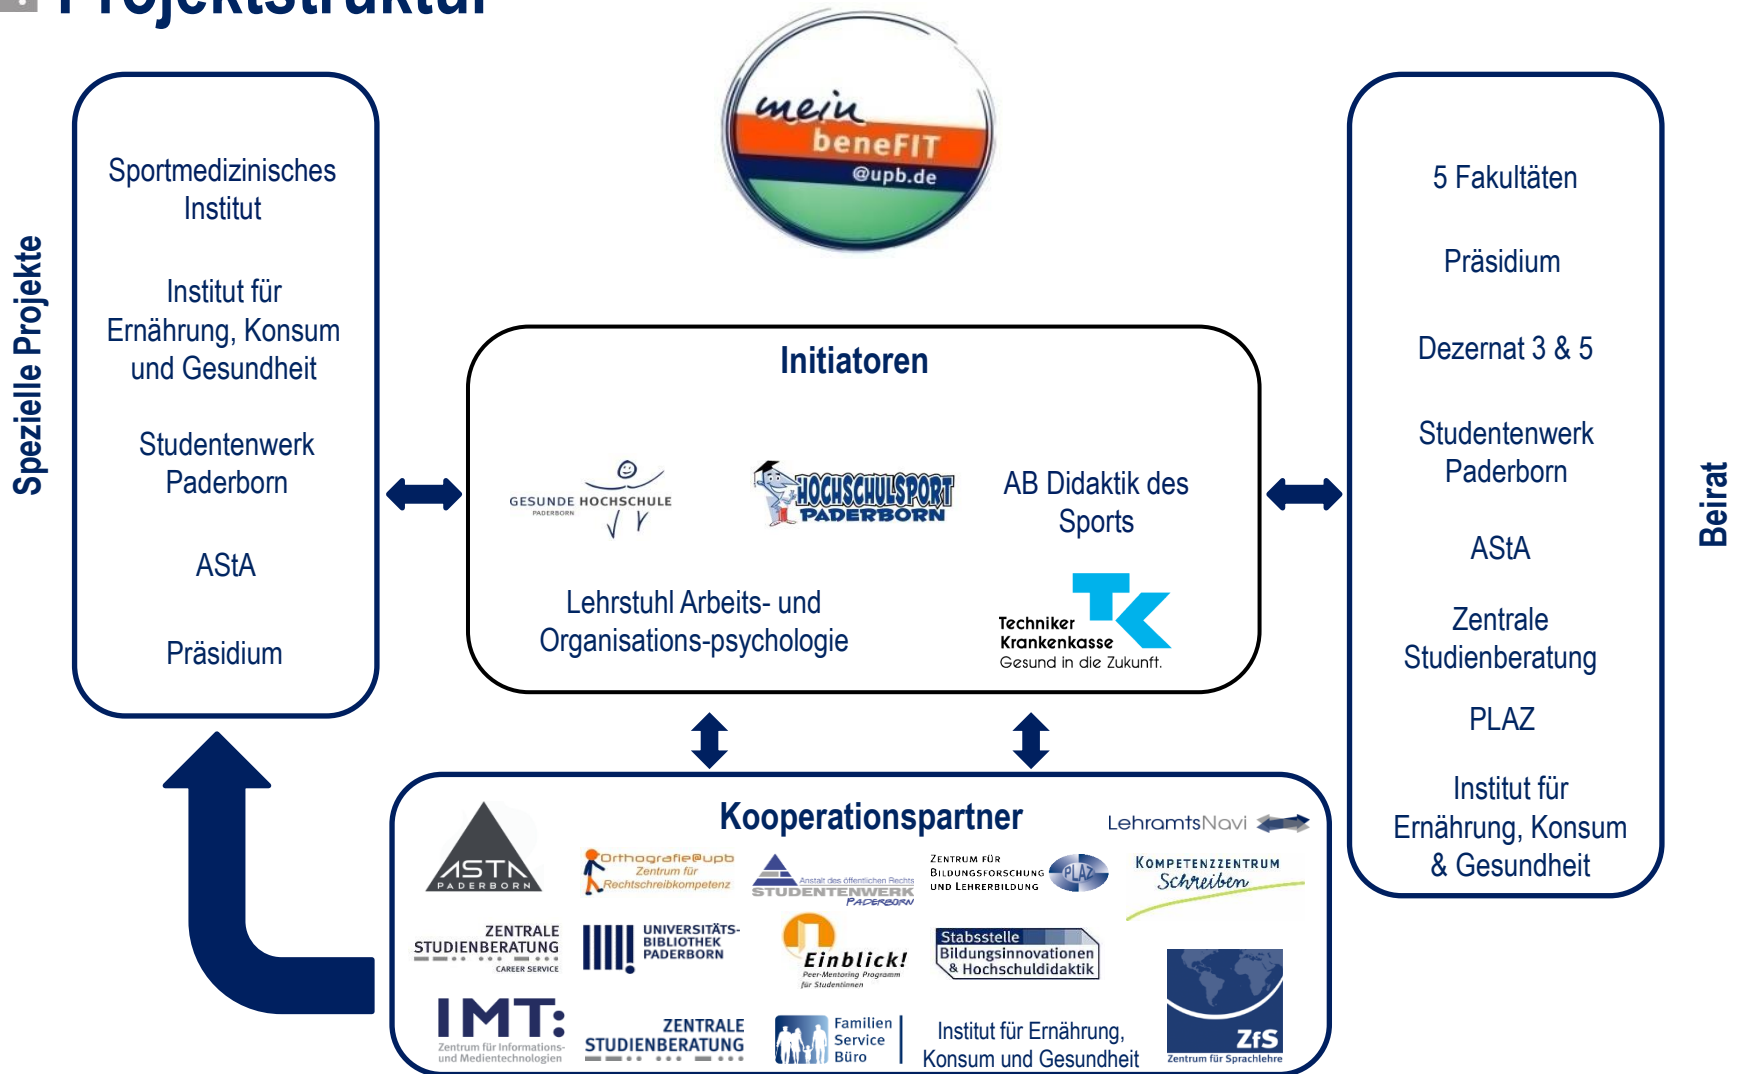 Projektstruktur
mein
beneFIT
@upb.de
Spezielle Projekte
Sportmedizinisches
Institut
Institut für
Ernährung, Konsum
und Gesundheit
Studentenwerk
Paderborn
AStA
Präsidium
Initiatoren
GESUNDE HOCHSCHULE
PADERBORN
HOCHSCHULSPORT
PADERBORN
AB Didaktik des
Sports
Lehrstuhl Arbeits- und
Organisations-psychologie
TK
Techniker
Krankenkasse
Gesund in die Zukunft.
Beirat
5 Fakultäten
Präsidium
Dezernat 3 & 5
Studentenwerk
Paderborn
AStA
Zentrale
Studienberatung
PLAZ
Institut für
Ernährung, Konsum
& Gesundheit
Kooperationspartner
ASTA
PADERBORN
Orthografie@upb
Zentrum für
Rechtschreibkompetenz
Anstalt des öffentlichen Rechts
STUDENTENWERK
PADERBORN
ZENTRUM FÜR
BILDUNGSFORSCHUNG
UND LEHRERBILDUNG
PLAZ
LehramtsNavi
KOMPETENZZENTRUM
Schreiben
ZENTRALE
STUDIENBERATUNG
CAREER SERVICE
UNIVERSITÄTS-
BIBLIOTHEK
PADERBORN
Einblick!
Peer-Mentoring Programm
für Studentinnen
Stabsstelle
Bildungsinnovationen
& Hochschuldidaktik
IMT:
Zentrum für Informations-
und Medientechnologien
ZENTRALE
STUDIENBERATUNG
Familien
Service
Büro
Institut für Ernährung,
Konsum und Gesundheit
ZfS
Zentrum für Sprachlehre